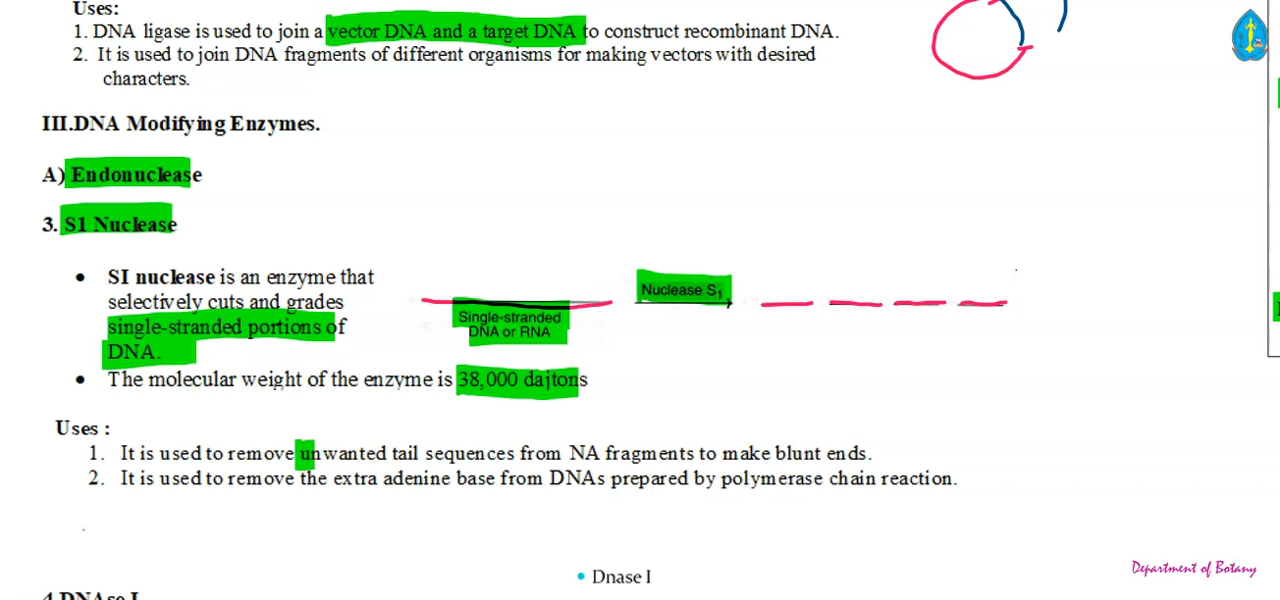 Uses:
1. DNA ligase is used to join a vector DNA and a target DNA to construct recombinant DNA.
2. It is used to join DNA fragments of different organisms for making vectors with desired
characters.
III.DNA Modifying Enzymes.
A) Endonuclease
3. S1 Nuclease
• SI nuclease is an enzyme that
selectively cuts and grades
single-stranded portions of
DNA.
Single-stranded
DNA or RNA
Nuclease S1
• The molecular weight of the enzyme is 38,000 dajtons
Uses :
1. It is used to remove unwanted tail sequences from NA fragments to make blunt ends.
2. It is used to remove the extra adenine base from DNAs prepared by polymerase chain reaction.
• Dnase I
Department of Botany
4.DNAse I